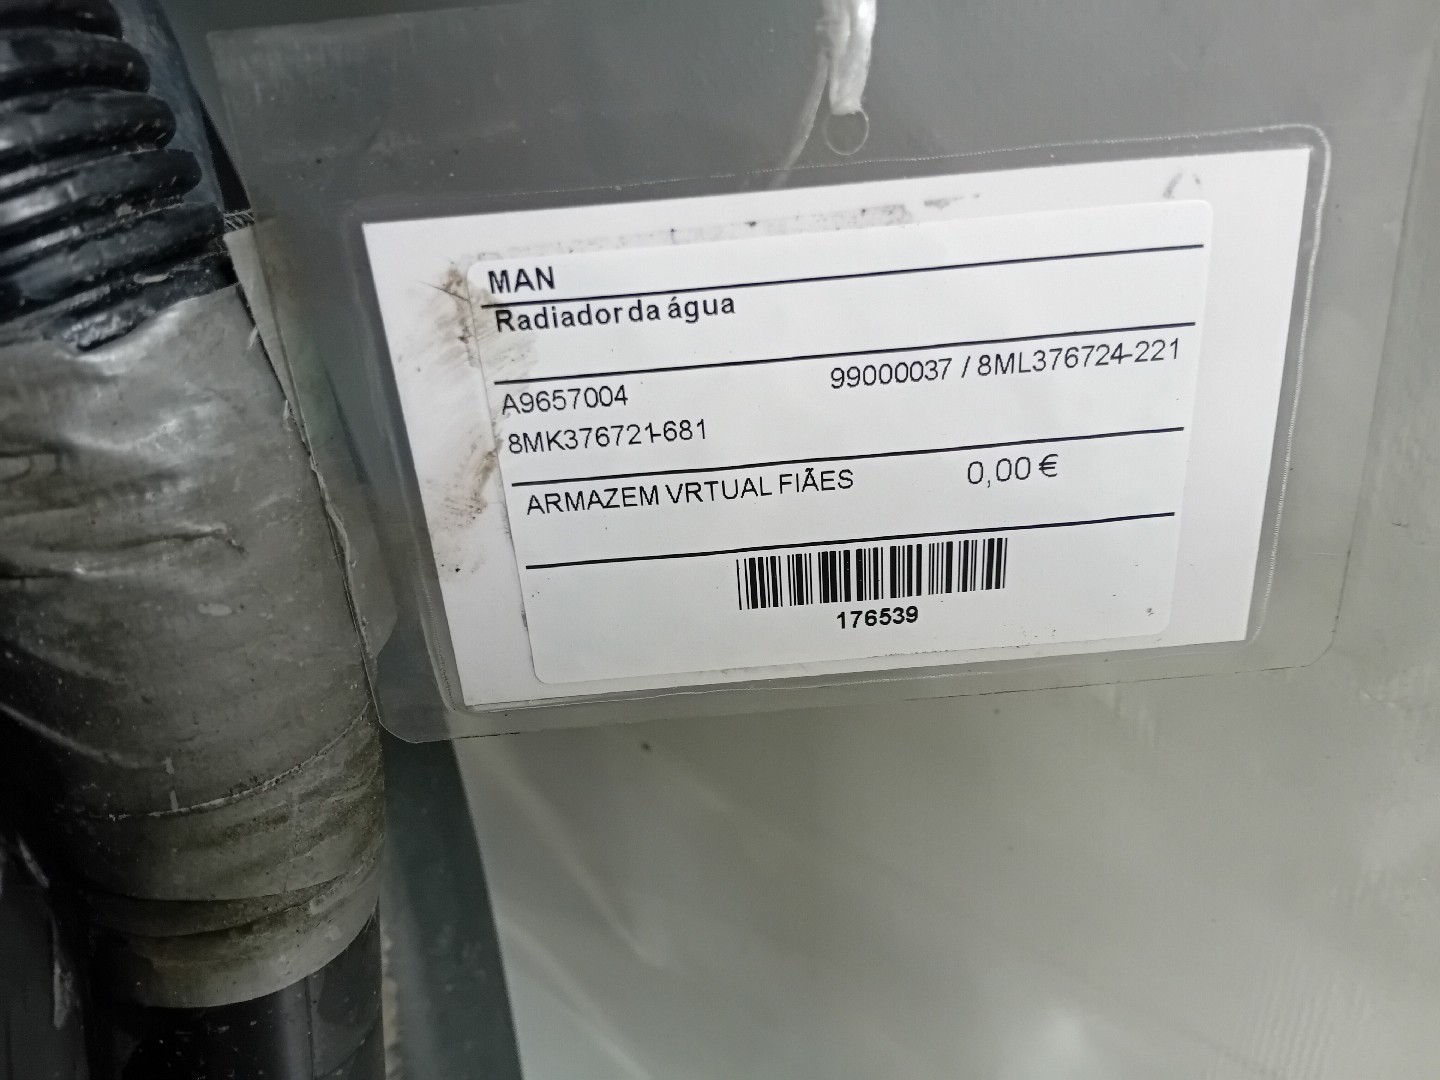 MAN
Radiador da água
A9657004 99000037 / 8ML376724-221
8MK376721-681
ARMAZEM VRTUAL FIÃES 0,00 €
176539